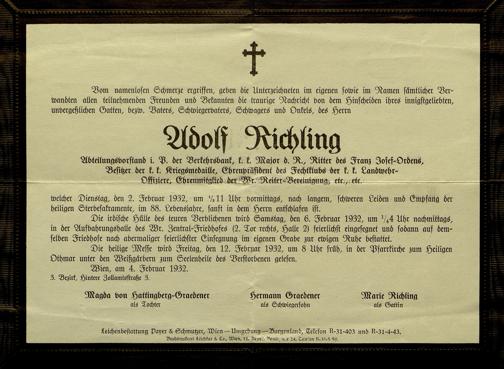 Vom namenlosen Schmerze ergriffen, geben die Unterzeichneten im eigenen sowie im Namen sämtlicher Ver-
wandten allen teilnehmenden Freunden und Bekannten die traurige Nachricht von dem Hinscheiden ihres innigstgeliebten,
unvergeßlichen Gatten, bezw. Vaters, Schwiegervaters, Schwagers und Onkels, des Herrn
Adolf Richling
Abteilungsvorstand i. P. der Verkehrsbank, k. k. Major d. R., Ritter des Franz Josef-Ordens,
Besitzer der k. k. Kriegsmedaille, Ehrenpräsident des Fechtklubs der k. k. Landwehr-
Offiziere, Ehrenmitglied der Wr. Reiter-Vereinigung, etc., etc.
welcher Dienstag, den 2. Februar 1932, um ½11 Uhr vormittags, nach langem, schweren Leiden und Empfang der
heiligen Sterbesakramente, im 88. Lebensjahre, sanft in dem Herrn entschlafen ist.
Die irdische Hülle des teuren Verblichenen wird Samstag, den 6. Februar 1932, um ¼4 Uhr nachmittags,
in der Aufbahrungshalle des Wr. Zentral-Friedhofes (2. Tor rechts, Halle 2) feierlichst eingesegnet und sodann auf dem-
selben Friedhofe nach abermaliger feierlichster Einsegnung im eigenen Grabe zur ewigen Ruhe bestattet.
Die heilige Messe wird Freitag, den 12. Februar 1932, um 8 Uhr früh, in der Pfarrkirche zum Heiligen
Othmar unter den Weißgärbern zum Seelenheile des Verstorbenen gelesen.
Wien, am 4. Februar 1932.
3. Bezirk, Hintere Zollamtsstraße 3.
Magda von Hattingberg-Graedener
als Tochter
Hermann Graedener
als Schwiegersohn
Marie Richling
als Gattin
Leichenbestattung Payer & Schmutzer, Wien—Umgebung—Burgenland, Telefon R-31-403 und R-31-4-43.
Wien,